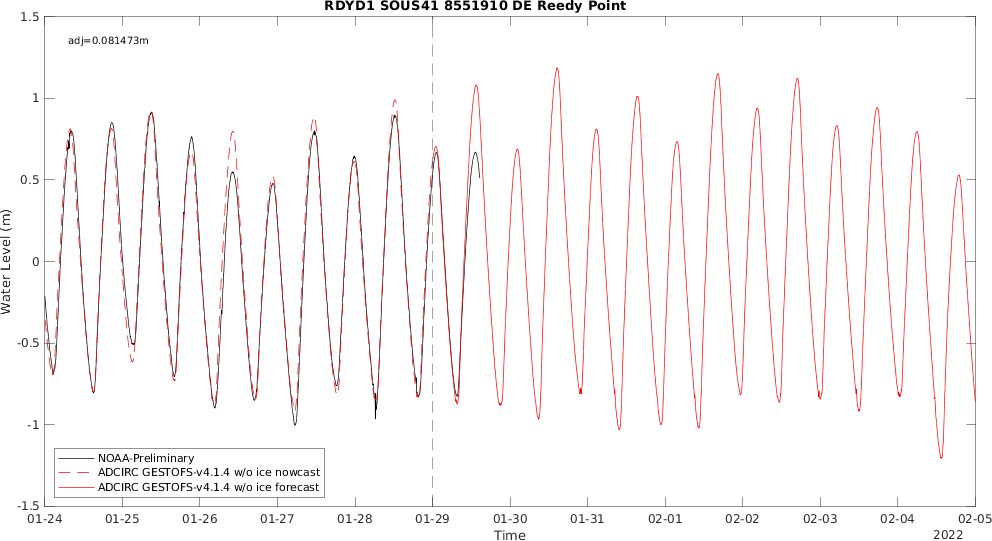 RDYD1 SOUS41 8551910 DE Reedy Point
adj=0.081473m
1.5
1
0.5
0
-0.5
-1
-1.5
Water Level (m)
NOAA-Preliminary
ADCIRC GESTOFS-v4.1.4 w/o ice nowcast
ADCIRC GESTOFS-v4.1.4 w/o ice forecast
01-24 01-25 01-26 01-27 01-28 01-29 01-30 01-31 02-01 02-02 02-03 02-04 02-05
Time
2022